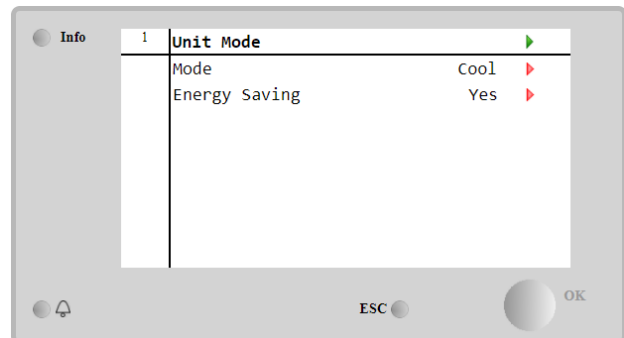 Info
1 Unit Mode
Mode Cool
Energy Saving Yes
ESC
OK